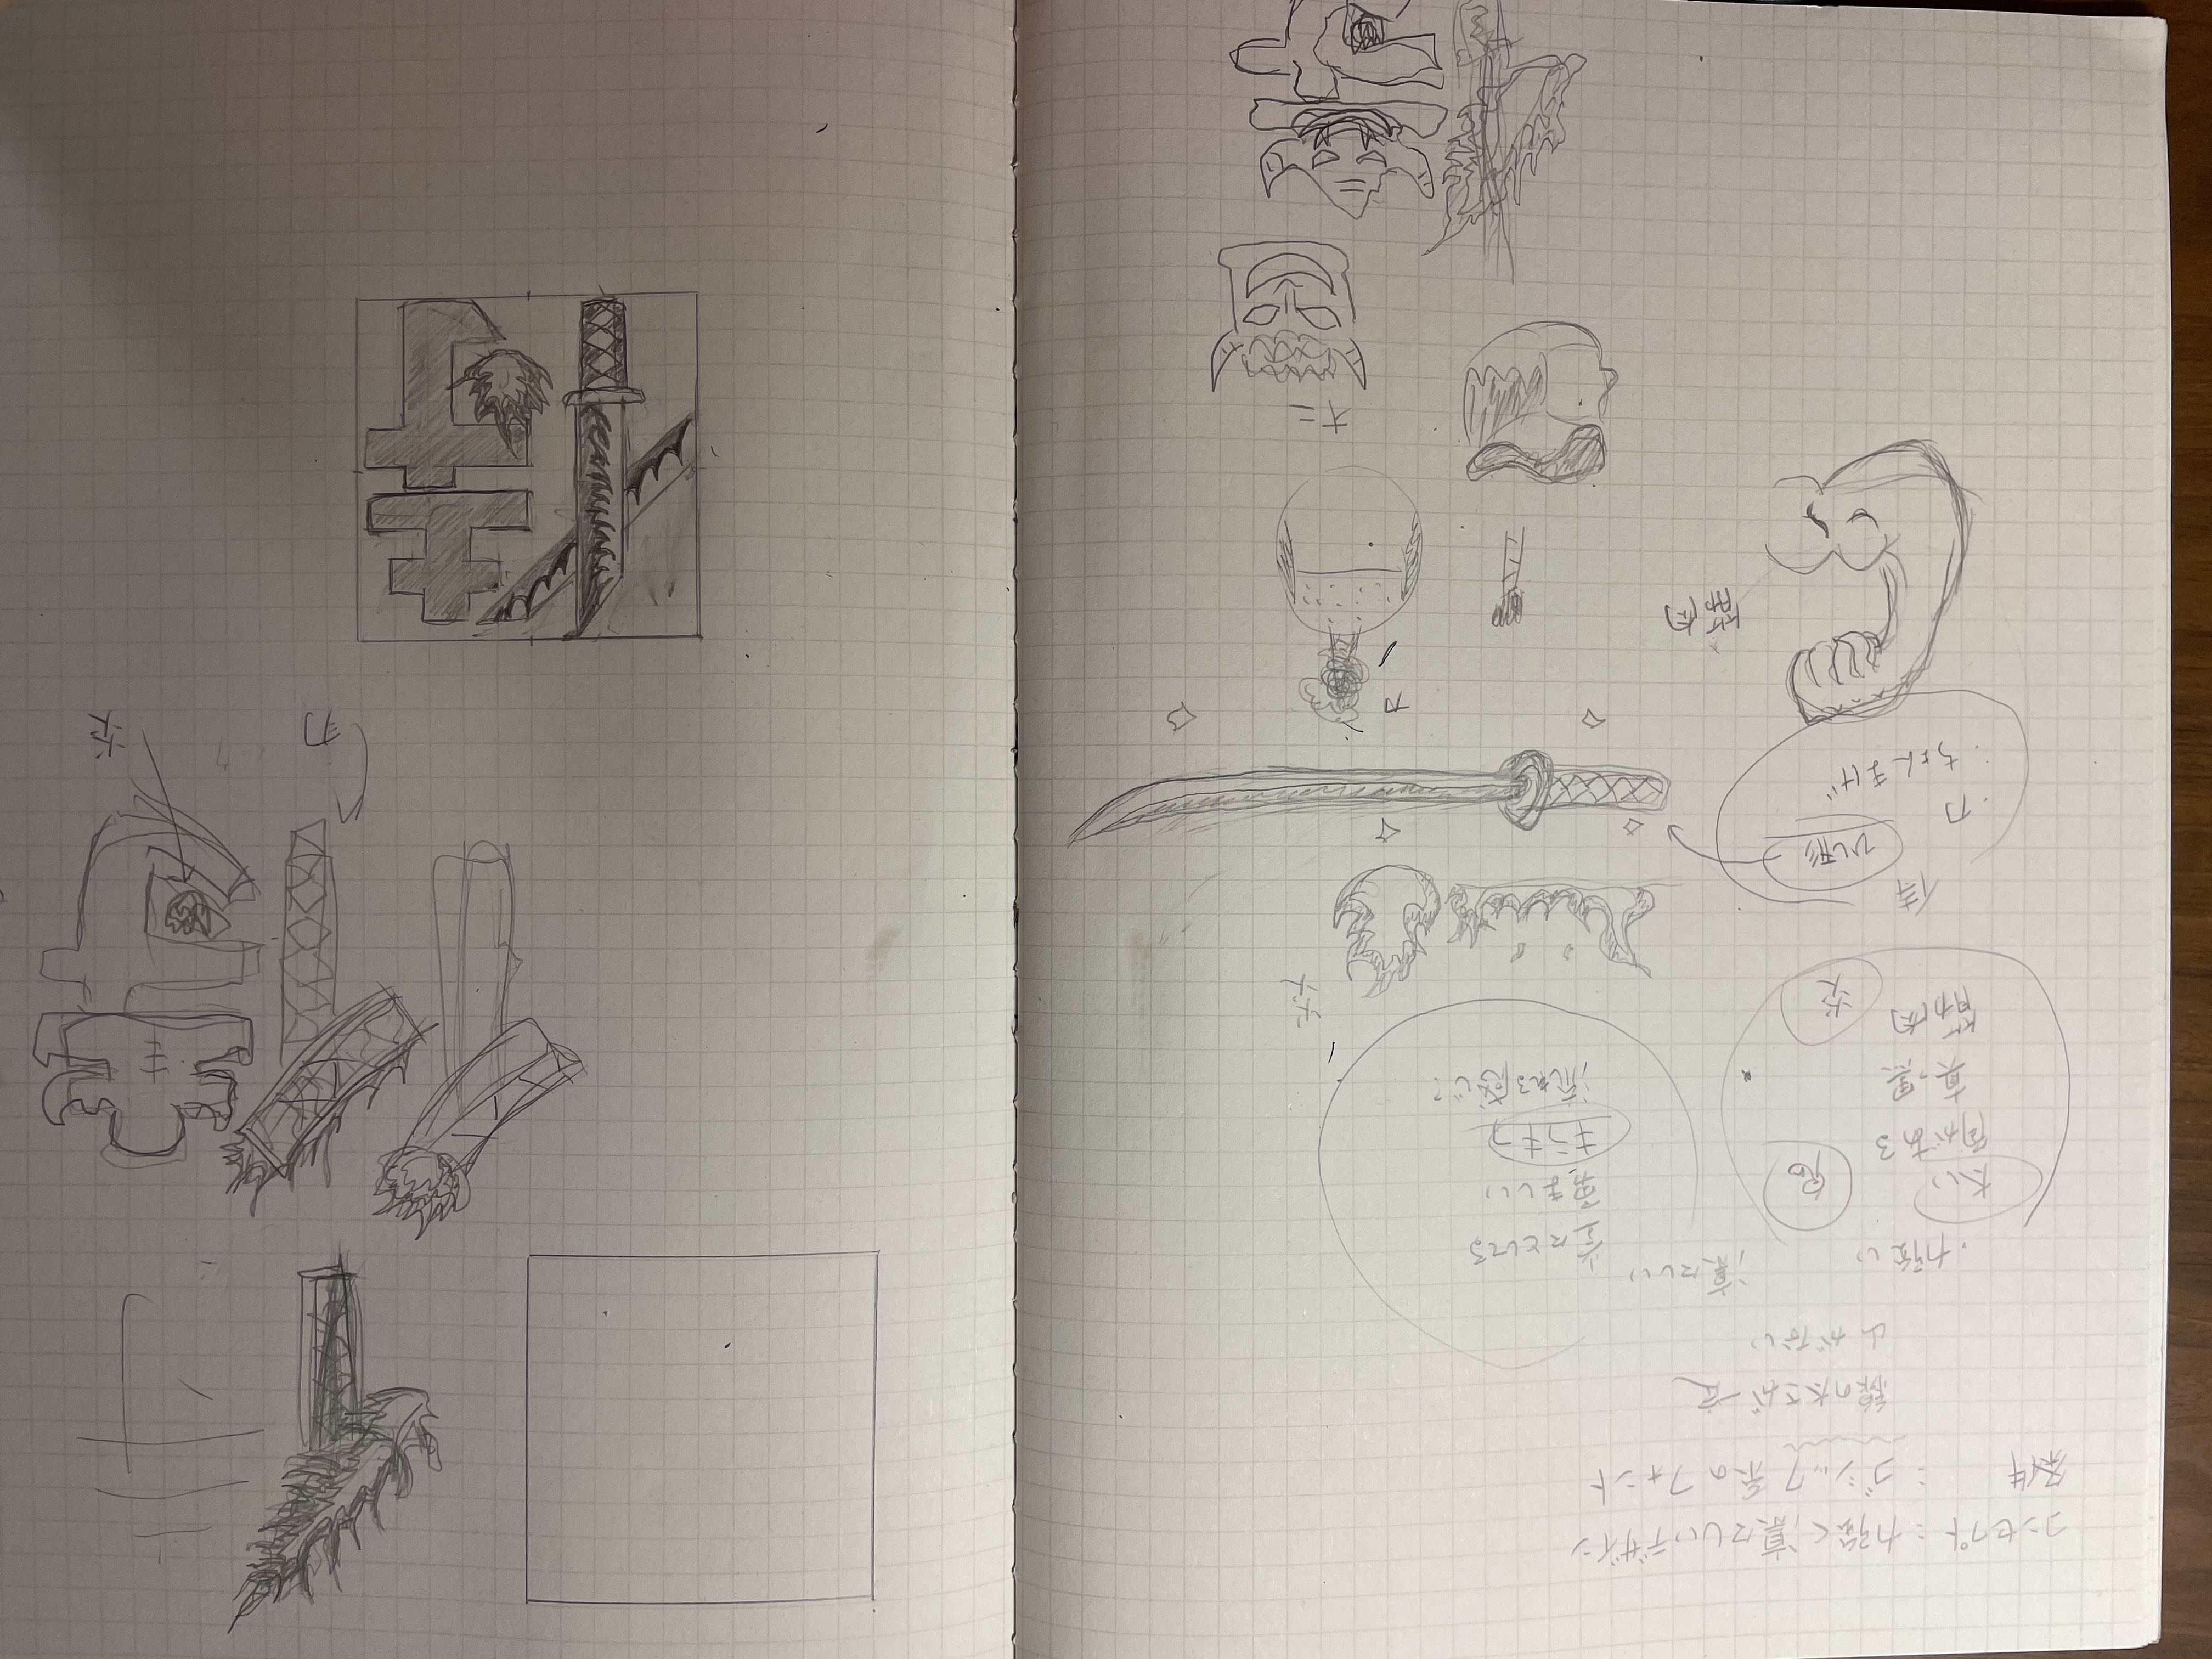 コンセプト：力強く凛々しいデザイン
条件　：ゴシック系のフォント
線の太さが一定
山がない
・力強い
太い
鬼
角がある
真っ黒
筋肉
炎
凛々しい
堂々としてる
勇ましい
キラキラ
流れる感じ？
炎
侍
ひし形
・刀
・ちょんまげ
刀
筋肉
オニ
侍
寺
侍
刃
炎
侍